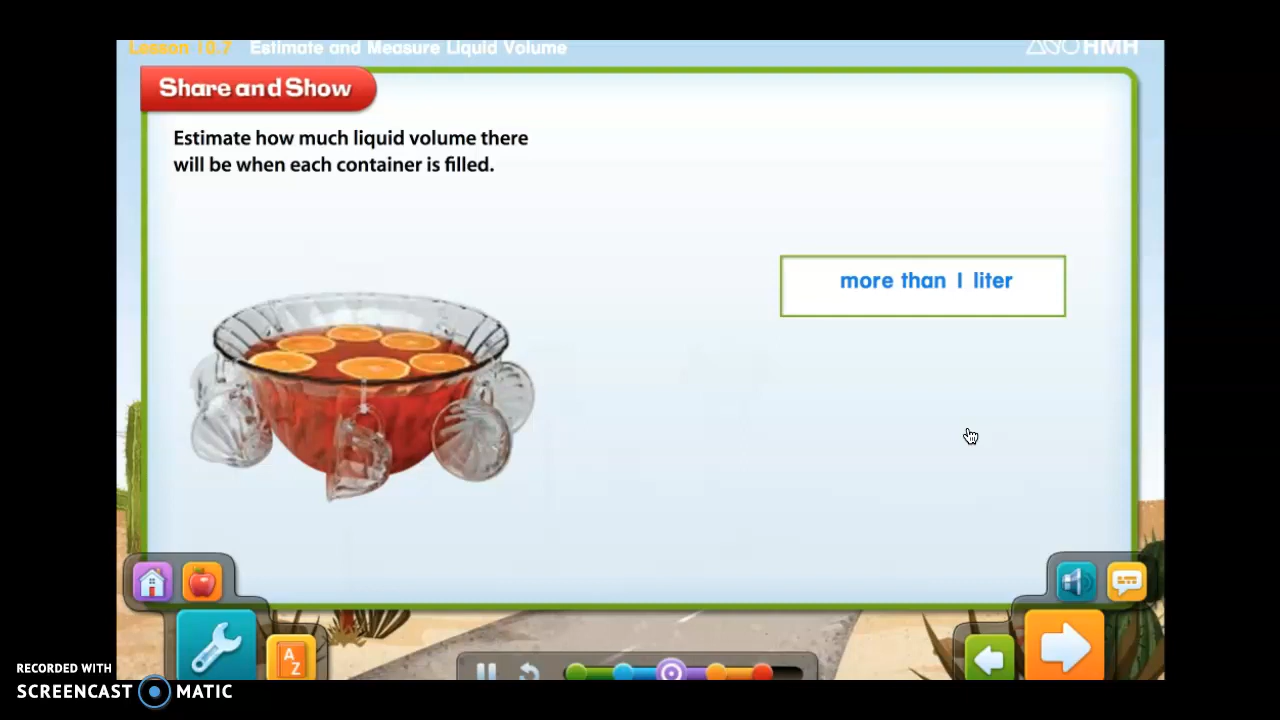 Lesson 10.7 Estimate and Measure Liquid Volume
HMH
Share and Show
Estimate how much liquid volume there
will be when each container is filled.
more than 1 liter
A
Z
RECORDED WITH
SCREENCAST MATIC